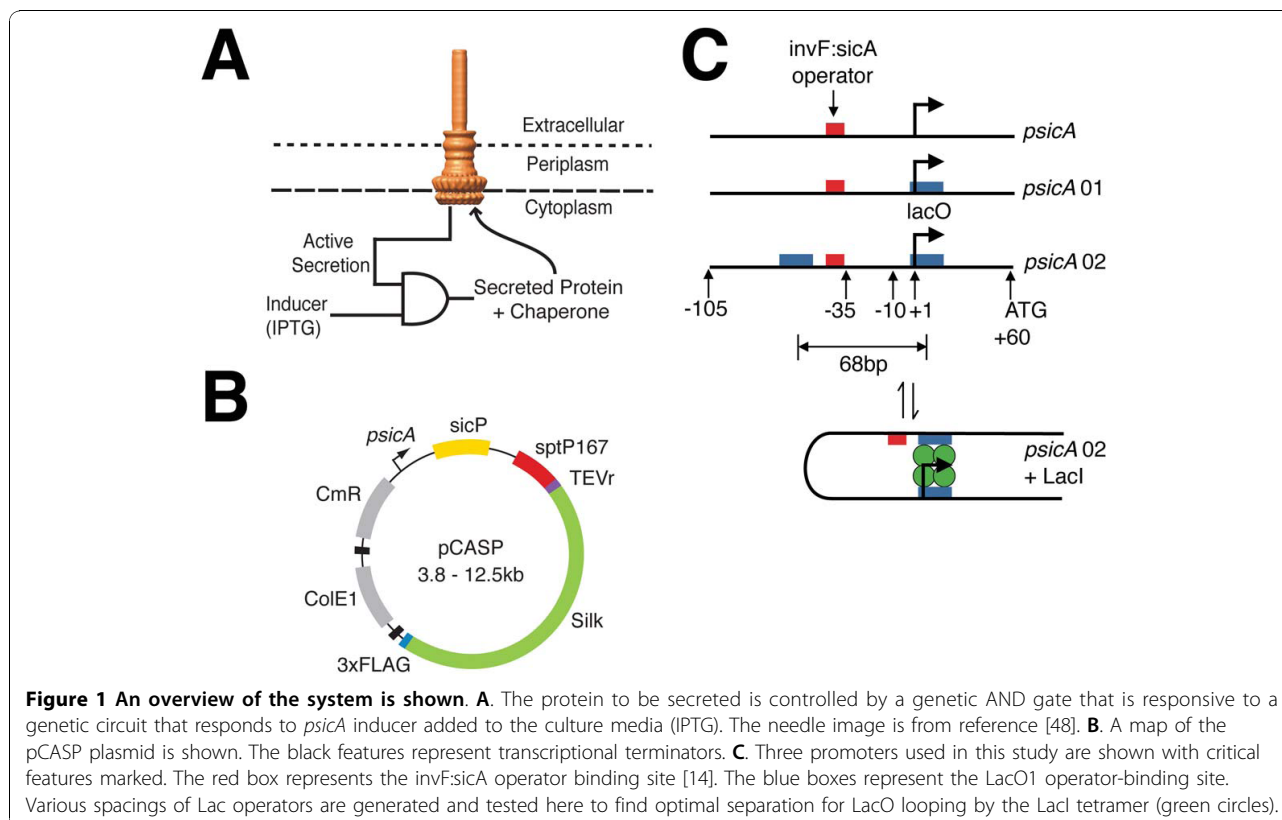 A
Extracellular
Periplasm
Cytoplasm
Active
Secretion
Inducer
(IPTG)
Secreted Protein
+ Chaperone
B
psicA
sicP
sptP167
TEVr
CmR
pCASP
3.8 - 12.5kb
ColE1
Silk
3xFLAG
C
invF:sicA
operator
psicA
psicA 01
lacO
psicA 02
-105
-35
-10
+1
ATG
+60
68bp
psicA 02
+ LacI
Figure 1 An overview of the system is shown. A. The protein to be secreted is controlled by a genetic AND gate that is responsive to a
genetic circuit that responds to psicA inducer added to the culture media (IPTG). The needle image is from reference [48]. B. A map of the
pCASP plasmid is shown. The black features represent transcriptional terminators. C. Three promoters used in this study are shown with critical
features marked. The red box represents the invF:sicA operator binding site [14]. The blue boxes represent the LacO1 operator-binding site.
Various spacings of Lac operators are generated and tested here to find optimal separation for LacO looping by the LacI tetramer (green circles).